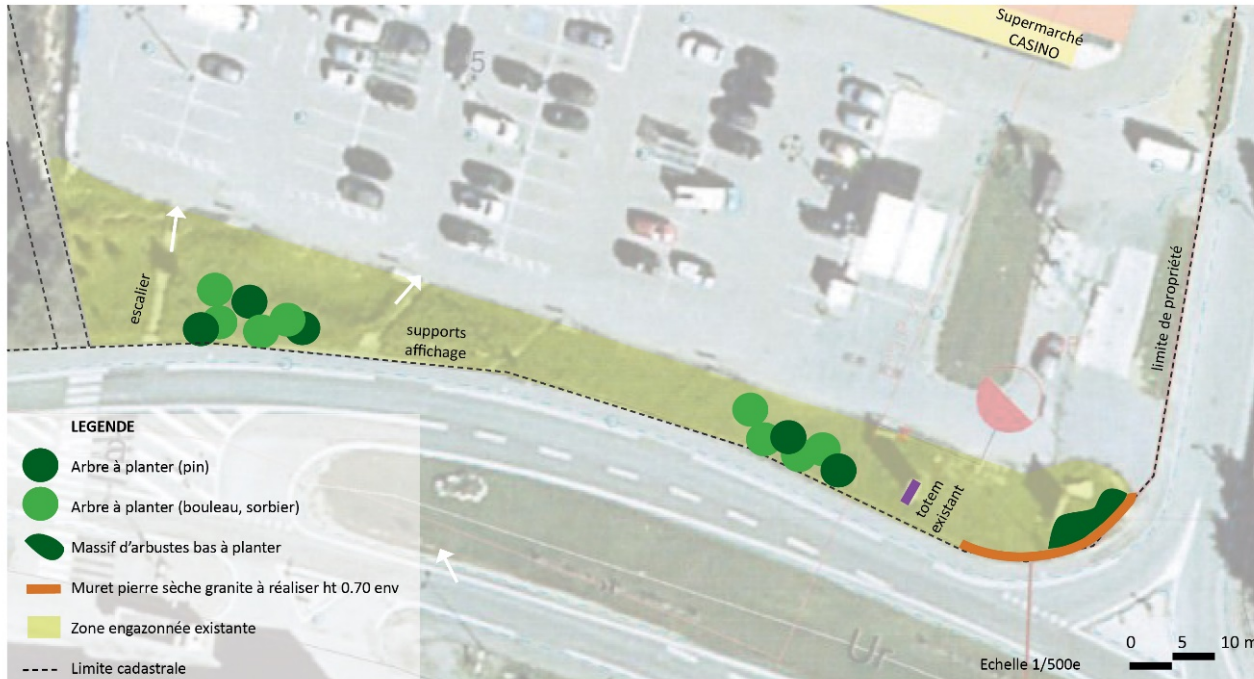 Supermarché
CASINO
5
limite de propriété
escalier
supports
affichage
totem
existant
LEGENDE
Arbre à planter (pin)
Arbre à planter (bouleau, sorbier)
Massif d'arbustes bas à planter
Muret pierre sèche granite à réaliser ht 0.70 env
Zone engazonnée existante
Limite cadastrale
Ur
0 5 10 m
Echelle 1/500e